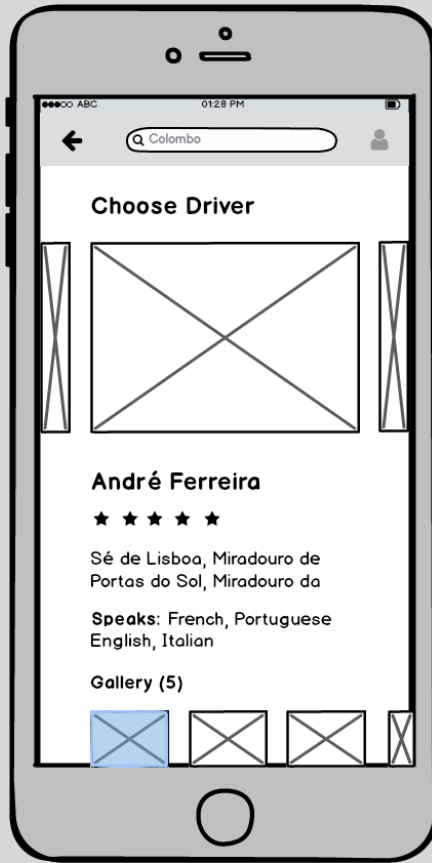 ABC 01:28 PM
Colombo
Choose Driver
André Ferreira
Sé de Lisboa, Miradouro de
Portas do Sol, Miradouro da
Speaks: French, Portuguese
English, Italian
Gallery (5)